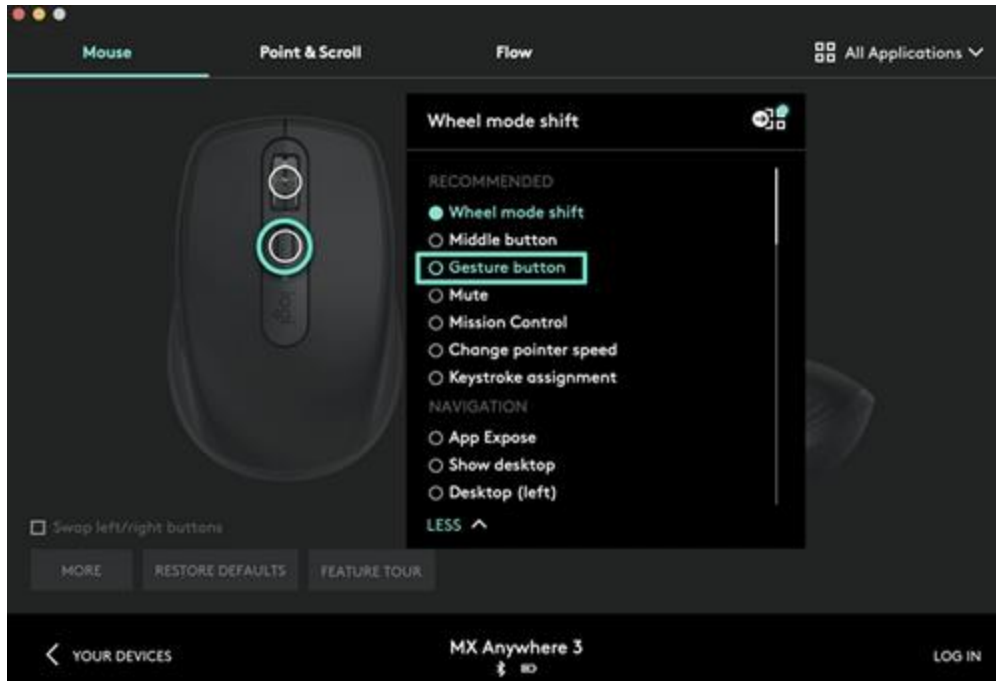 Mouse
Point & Scroll
Flow
All Applications
Wheel mode shift
RECOMMENDED
Wheel mode shift
Middle button
Gesture button
Mute
Mission Control
Change pointer speed
Keystroke assignment
NAVIGATION
App Expose
Show desktop
Desktop (left)
LESS
logi
Swap left/right buttons
MORE
RESTORE DEFAULTS
FEATURE TOUR
YOUR DEVICES
MX Anywhere 3
LOG IN